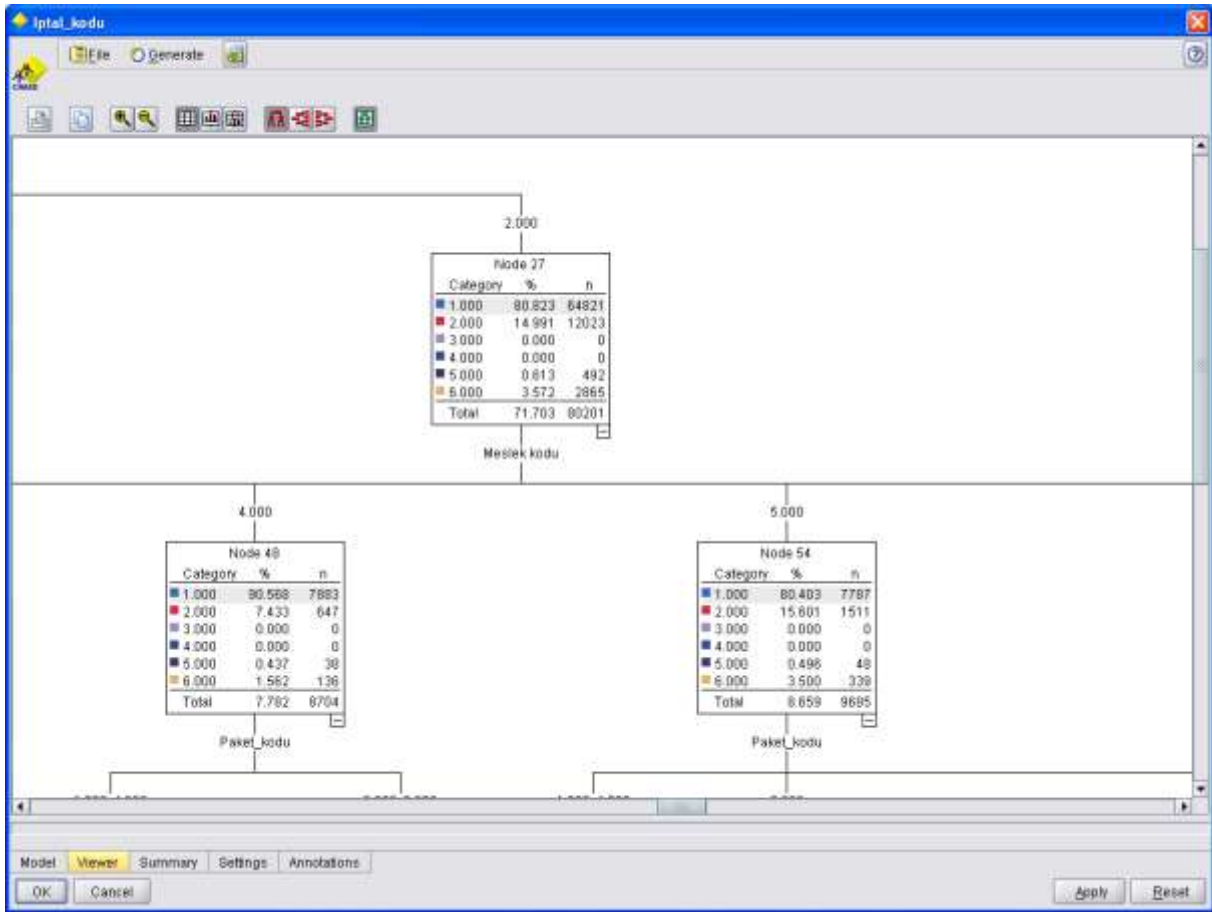 Iptal_kodu
File Generate
CHAID
2.000
Node 27
Category % n
1.000 80.823 64821
2.000 14.991 12023
3.000 0.000 0
4.000 0.000 0
5.000 0.613 492
6.000 3.572 2865
Total 71.703 80201
Meslek kodu
4.000 5.000
Node 48
Category % n
1.000 90.568 7883
2.000 7.433 647
3.000 0.000 0
4.000 0.000 0
5.000 0.437 38
6.000 1.562 136
Total 7.782 8704
Paket_kodu
Node 54
Category % n
1.000 80.403 7787
2.000 15.601 1511
3.000 0.000 0
4.000 0.000 0
5.000 0.496 48
6.000 3.500 339
Total 8.659 9685
Paket_kodu
Model Viewer Summary Settings Annotations
OK Cancel Apply Reset